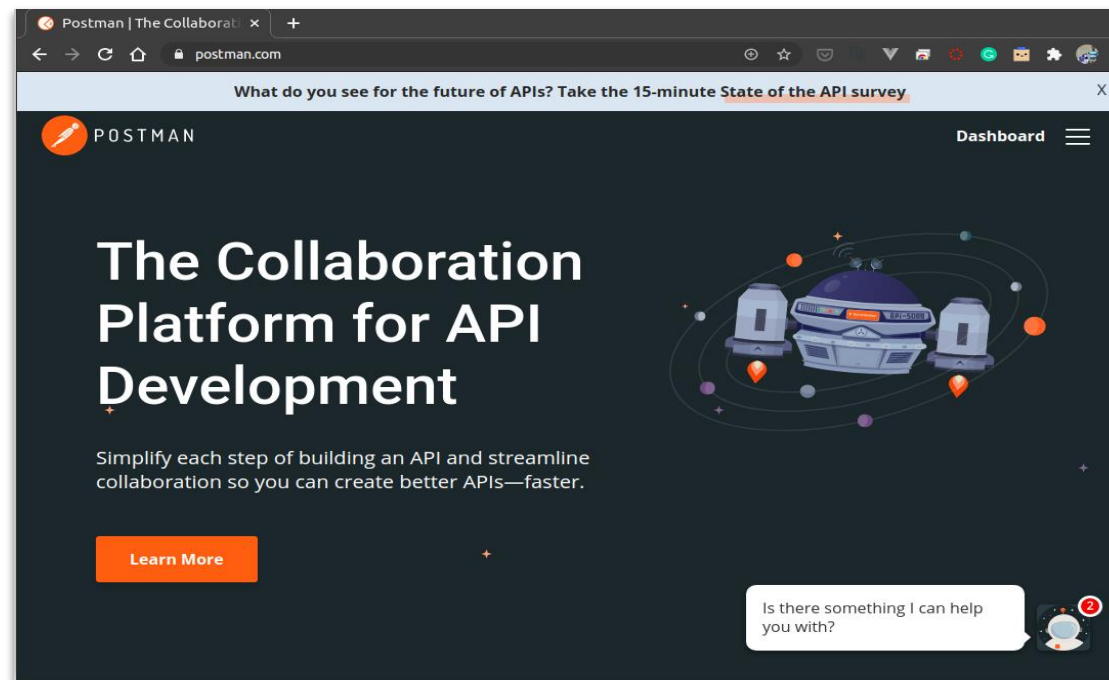 Postman | The Collaborati
postman.com
What do you see for the future of APIs? Take the 15-minute State of the API survey
X
POSTMAN
Dashboard
The Collaboration
Platform for API
Development
Simplify each step of building an API and streamline
collaboration so you can create better APIs—faster.
Learn More
Is there something I can help
you with?
2